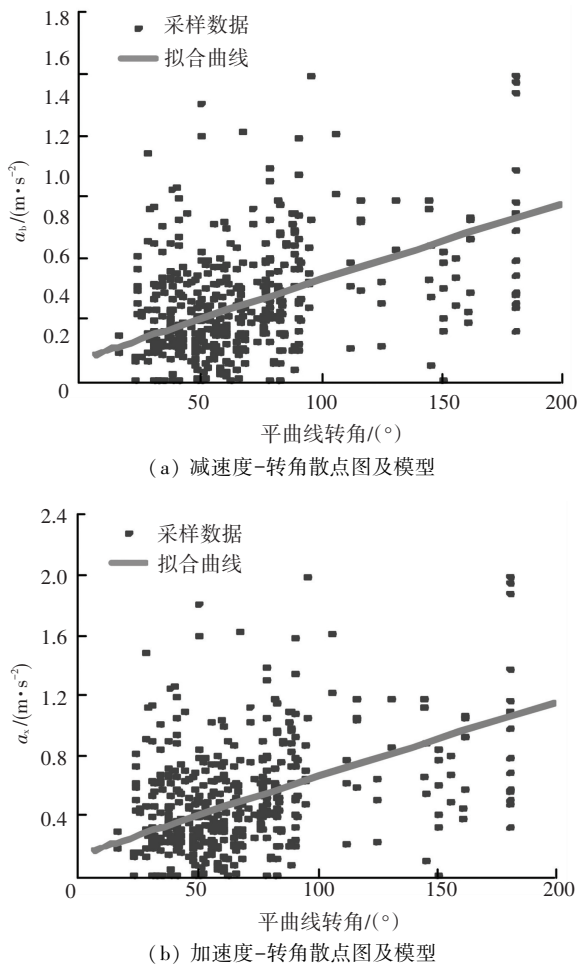 1.8
采样数据
1.6
拟合曲线
1.4
1.2
1.0
0.8
0.6
0.4
0.2
0
a_b/(m·s⁻²)
50
100
150
200
平曲线转角/(°)
(a) 减速度-转角散点图及模型
2.4
采样数据
2.0
拟合曲线
1.6
1.2
0.8
0.4
a_x/(m·s⁻²)
0
50
100
150
200
平曲线转角/(°)
(b) 加速度-转角散点图及模型